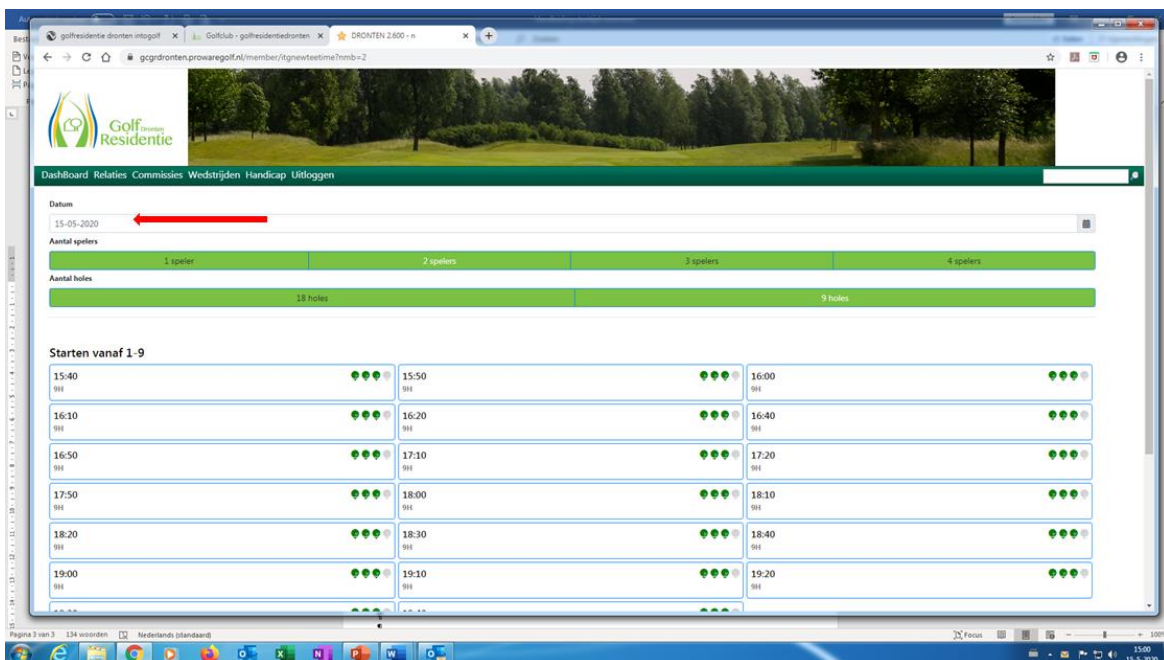 golfresidentie dronten intogolf
Golfclub - golfresidentiedronten
DRONTEN 2.600 - n
gcgrdronten.prowaregolf.nl/member/itgnewteetime?nmb=2
Golf Dronten
Residentie
DashBoard Relaties Commissies Wedstrijden Handicap Uitloggen
Datum
15-05-2020
Aantal spelers
1 speler 2 spelers 3 spelers 4 spelers
Aantal holes
18 holes 9 holes
Starten vanaf 1-9
15:40 15:50 16:00
9H 9H 9H
16:10 16:20 16:40
9H 9H 9H
16:50 17:10 17:20
9H 9H 9H
17:50 18:00 18:10
9H 9H 9H
18:20 18:30 18:40
9H 9H 9H
19:00 19:10 19:20
9H 9H 9H
Pagina 3 van 3 134 woorden Nederlands (standaard) Focus 100%
15:00
15-5-2020